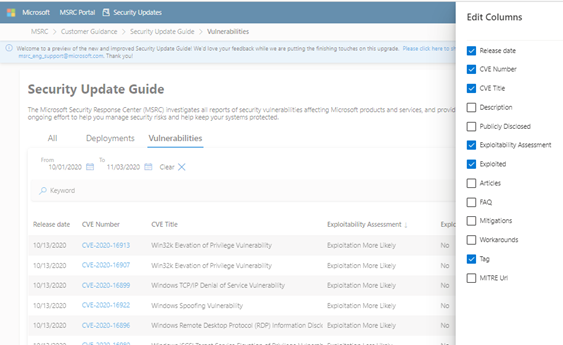 Microsoft MSRC Portal Security Updates
MSRC > Customer Guidance > Security Update Guide > Vulnerabilities
Welcome to a preview of the new and improved Security Update Guide! We'd love your feedback while we are putting the finishing touches on this upgrade. Please click here to
msrc_eng_support@microsoft.com. Thank you!
Security Update Guide
The Microsoft Security Response Center (MSRC) investigates all reports of security vulnerabilities affecting Microsoft products and services, and
ongoing effort to help you manage security risks and help keep your systems protected.
All Deployments Vulnerabilities
From To
10/01/2020 11/03/2020 Clear
Keyword
Release date CVE Number CVE Title Exploitability Assessment ↓
10/13/2020 CVE-2020-16913 Win32k Elevation of Privilege Vulnerability Exploitation More Likely No
10/13/2020 CVE-2020-16907 Win32k Elevation of Privilege Vulnerability Exploitation More Likely No
10/13/2020 CVE-2020-16899 Windows TCP/IP Denial of Service Vulnerability Exploitation More Likely No
10/13/2020 CVE-2020-16922 Windows Spoofing Vulnerability Exploitation More Likely No
10/13/2020 CVE-2020-16896 Windows Remote Desktop Protocol (RDP) Information Exploitation More Likely No
Edit Columns
Release date
CVE Number
CVE Title
Description
Publicly Disclosed
Exploitability Assessment
Exploited
Articles
FAQ
Mitigations
Workarounds
Tag
MITRE Url